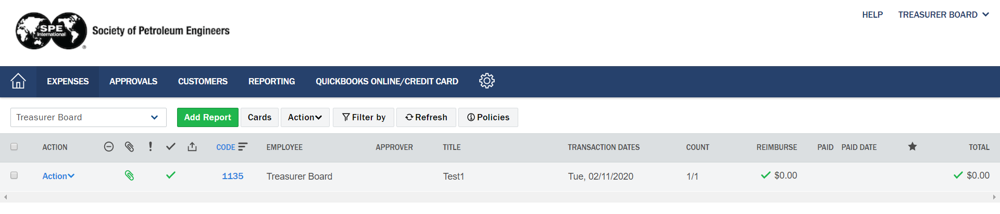 HELP TREASURER BOARD
SPE
International
Society of Petroleum Engineers
®
EXPENSES APPROVALS CUSTOMERS REPORTING QUICKBOOKS ONLINE/CREDIT CARD
Treasurer Board Add Report Cards Action Filter by Refresh Policies
ACTION CODE EMPLOYEE APPROVER TITLE TRANSACTION DATES COUNT REIMBURSE PAID PAID DATE TOTAL
Action 1135 Treasurer Board Test1 Tue, 02/11/2020 1/1 $0.00 $0.00